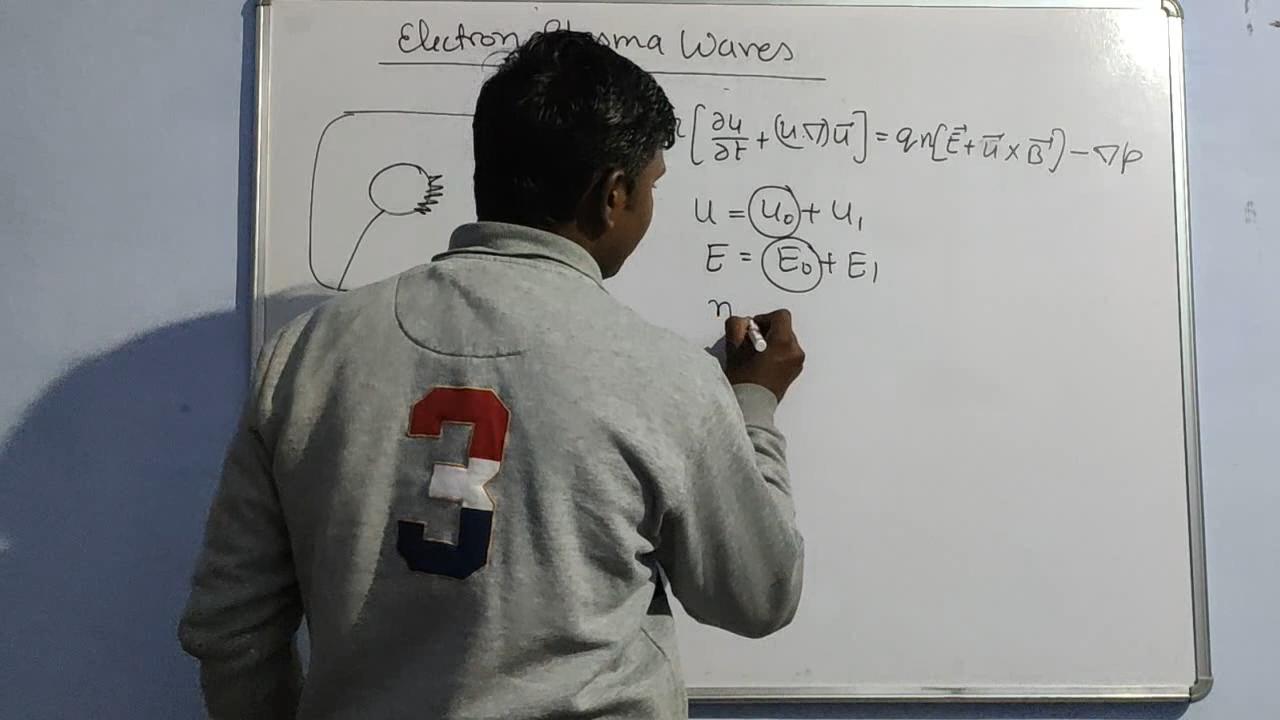 Electron Plasma Waves
[∂u/∂t + (u.∇)u⃗] = qn[E⃗ + u⃗ × B⃗) − ∇p
u = u₀ + u₁
E = E₀ + E₁
n
3